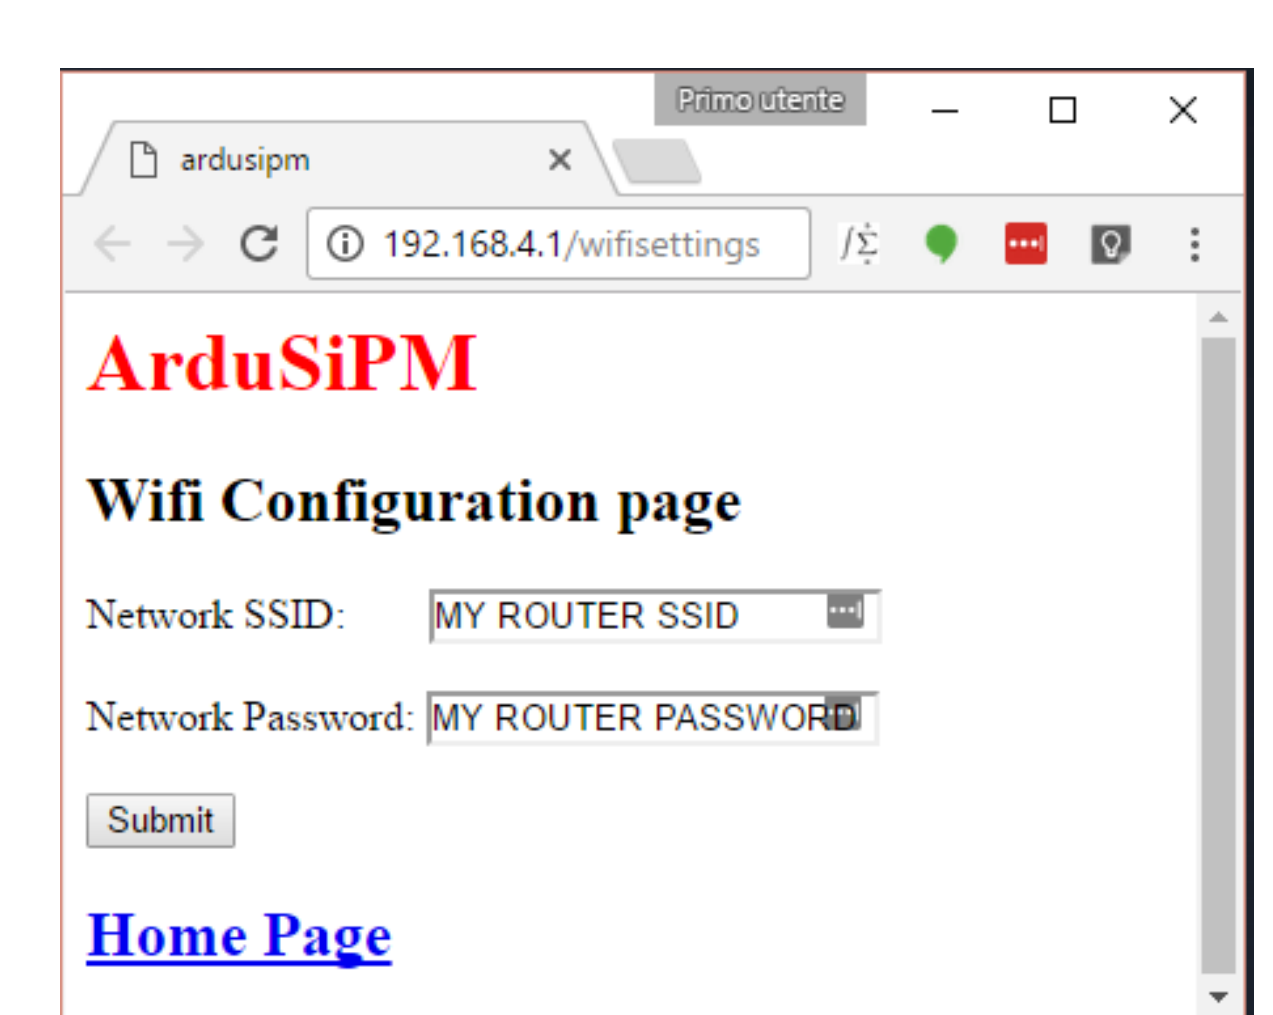 Primo utente
ardusipm
192.168.4.1/wifisettings
ArduSiPM
Wifi Configuration page
Network SSID: MY ROUTER SSID
Network Password: MY ROUTER PASSWORD
Submit
Home Page